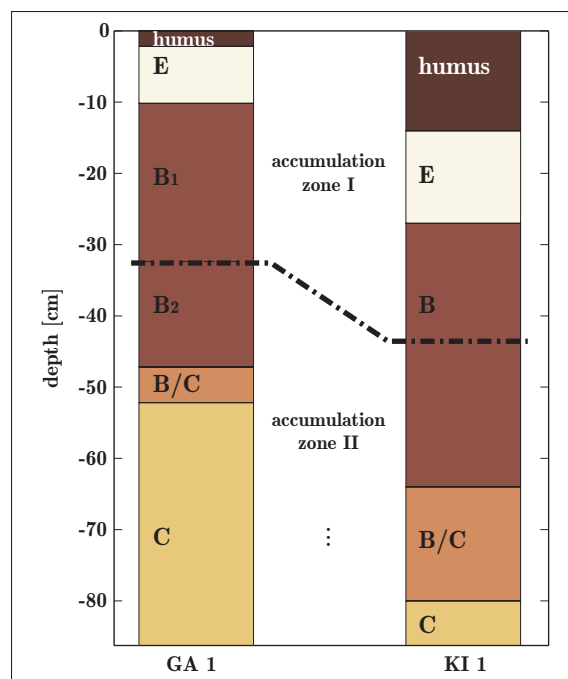 0
-10
-20
-30
-40
-50
-60
-70
-80
depth [cm]
humus
E
B1
B2
B/C
C
GA 1
accumulation
zone I
accumulation
zone II
⋮
humus
E
B
B/C
C
KI 1